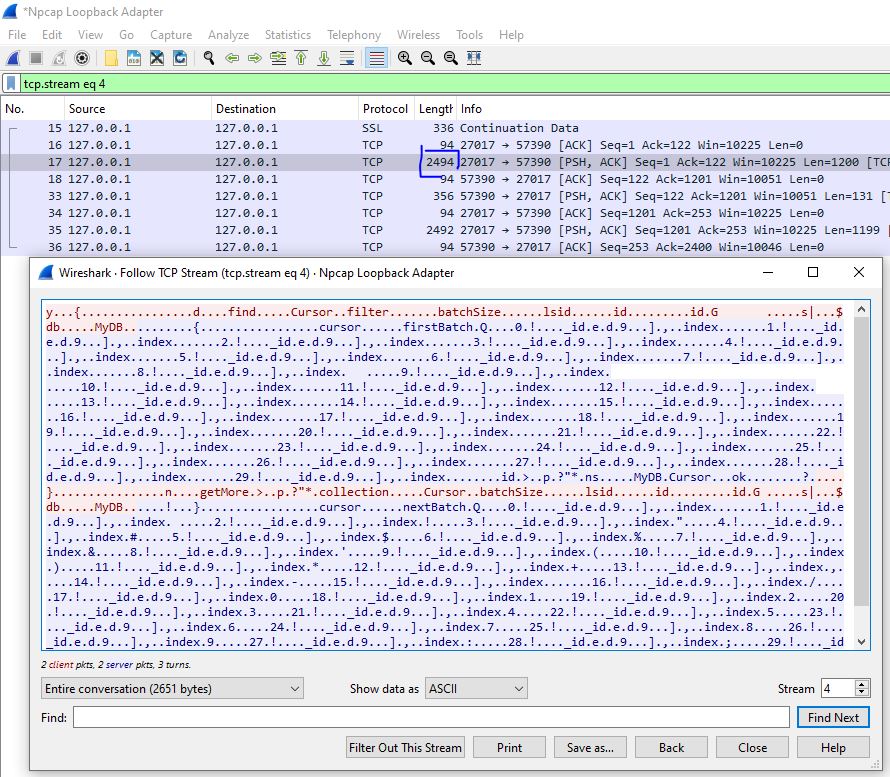 *Npcap Loopback Adapter
File Edit View Go Capture Analyze Statistics Telephony Wireless Tools Help
tcp.stream eq 4
No. Source Destination Protocol Length Info
15 127.0.0.1 127.0.0.1 SSL 336 Continuation Data
16 127.0.0.1 127.0.0.1 TCP 94 27017 → 57390 [ACK] Seq=1 Ack=122 Win=10225 Len=0
17 127.0.0.1 127.0.0.1 TCP 2494 27017 → 57390 [PSH, ACK] Seq=1 Ack=122 Win=10225 Len=1200 [TCP
18 127.0.0.1 127.0.0.1 TCP 94 57390 → 27017 [ACK] Seq=122 Ack=1201 Win=10051 Len=0
33 127.0.0.1 127.0.0.1 TCP 356 57390 → 27017 [PSH, ACK] Seq=122 Ack=1201 Win=10051 Len=131 [T
34 127.0.0.1 127.0.0.1 TCP 94 27017 → 57390 [ACK] Seq=1201 Ack=253 Win=10225 Len=0
35 127.0.0.1 127.0.0.1 TCP 2492 27017 → 57390 [PSH, ACK] Seq=1201 Ack=253 Win=10225 Len=1199 [
36 127.0.0.1 127.0.0.1 TCP 94 57390 → 27017 [ACK] Seq=253 Ack=2400 Win=10046 Len=0
Wireshark · Follow TCP Stream (tcp.stream eq 4) · Npcap Loopback Adapter
y...{................d....find.....Cursor..filter.......batchSize......lsid......id.........id.G .....s|...$
db.....MyDB.
.........{................cursor.....firstBatch.Q....0.!...._id.e.d.9...].,..index.......1.!...._id.
e.d.9...].,..index.......2.!...._id.e.d.9...].,..index.......3.!...._id.e.d.9...].,..index.......4.!...._id.e.d.9.
..].,..index.......5.!...._id.e.d.9...].,..index.......6.!...._id.e.d.9...].,..index.......7.!...._id.e.d.9...].,.
.index.......8.!...._id.e.d.9...].,..index. .....9.!...._id.e.d.9...].,..index.
.....10.!...._id.e.d.9...].,..index.......11.!...._id.e.d.9...].,..index.......12.!...._id.e.d.9...].,..index.
.....13.!...._id.e.d.9...].,..index.......14.!...._id.e.d.9...].,..index.......15.!...._id.e.d.9...].,..index.....
..16.!...._id.e.d.9...].,..index.......17.!...._id.e.d.9...].,..index.......18.!...._id.e.d.9...].,..index.......1
9.!...._id.e.d.9...].,..index.......20.!...._id.e.d.9...].,..index.......21.!...._id.e.d.9...].,..index.......22.!
...._id.e.d.9...].,..index.......23.!...._id.e.d.9...].,..index.......24.!...._id.e.d.9...].,..index.......25.!...
._id.e.d.9...].,..index.......26.!...._id.e.d.9...].,..index.......27.!...._id.e.d.9...].,..index.......28.!...._i
d.e.d.9...].,..index.......29.!...._id.e.d.9...].,..index.......id.>..p.?"*.ns.....MyDB.Cursor...ok.......?.....
}................n....getMore.>..p.?"*.collection.....Cursor..batchSize.....lsid......id.........id.G .....s|...$
db.....MyDB......!...}................cursor.....nextBatch.Q....0.!...._id.e.d.9...].,..index.......1.!...._id.e
.d.9...].,..index. .....2.!...._id.e.d.9...].,..index.!.....3.!...._id.e.d.9...].,..index.".....4.!...._id.e.d.9..
.].,..index.#.....5.!...._id.e.d.9...].,..index.$.....6.!...._id.e.d.9...].,..index.%.....7.!...._id.e.d.9...].,..
index.&.....8.!...._id.e.d.9...].,..index.'.....9.!...._id.e.d.9...].,..index.(.....10.!...._id.e.d.9...].,..index
.).....11.!...._id.e.d.9...].,..index.*.....12.!...._id.e.d.9...].,..index.+.....13.!...._id.e.d.9...].,..index.,.
....14.!...._id.e.d.9...].,..index.-.....15.!...._id.e.d.9...].,..index.......16.!...._id.e.d.9...].,..index./....
.17.!...._id.e.d.9...].,..index.0.....18.!...._id.e.d.9...].,..index.1.....19.!...._id.e.d.9...].,..index.2.....20
.!...._id.e.d.9...].,..index.3.....21.!...._id.e.d.9...].,..index.4.....22.!...._id.e.d.9...].,..index.5.....23.!.
..._id.e.d.9...].,..index.6.....24.!...._id.e.d.9...].,..index.7.....25.!...._id.e.d.9...].,..index.8.....26.!....
_id.e.d.9...].,..index.9.....27.!...._id.e.d.9...].,..index.:.....28.!...._id.e.d.9...].,..index.;.....29.!...._id
2 client pkts, 2 server pkts, 3 turns.
Entire conversation (2651 bytes) Show data as ASCII Stream 4
Find: Find Next
Filter Out This Stream Print Save as... Back Close Help